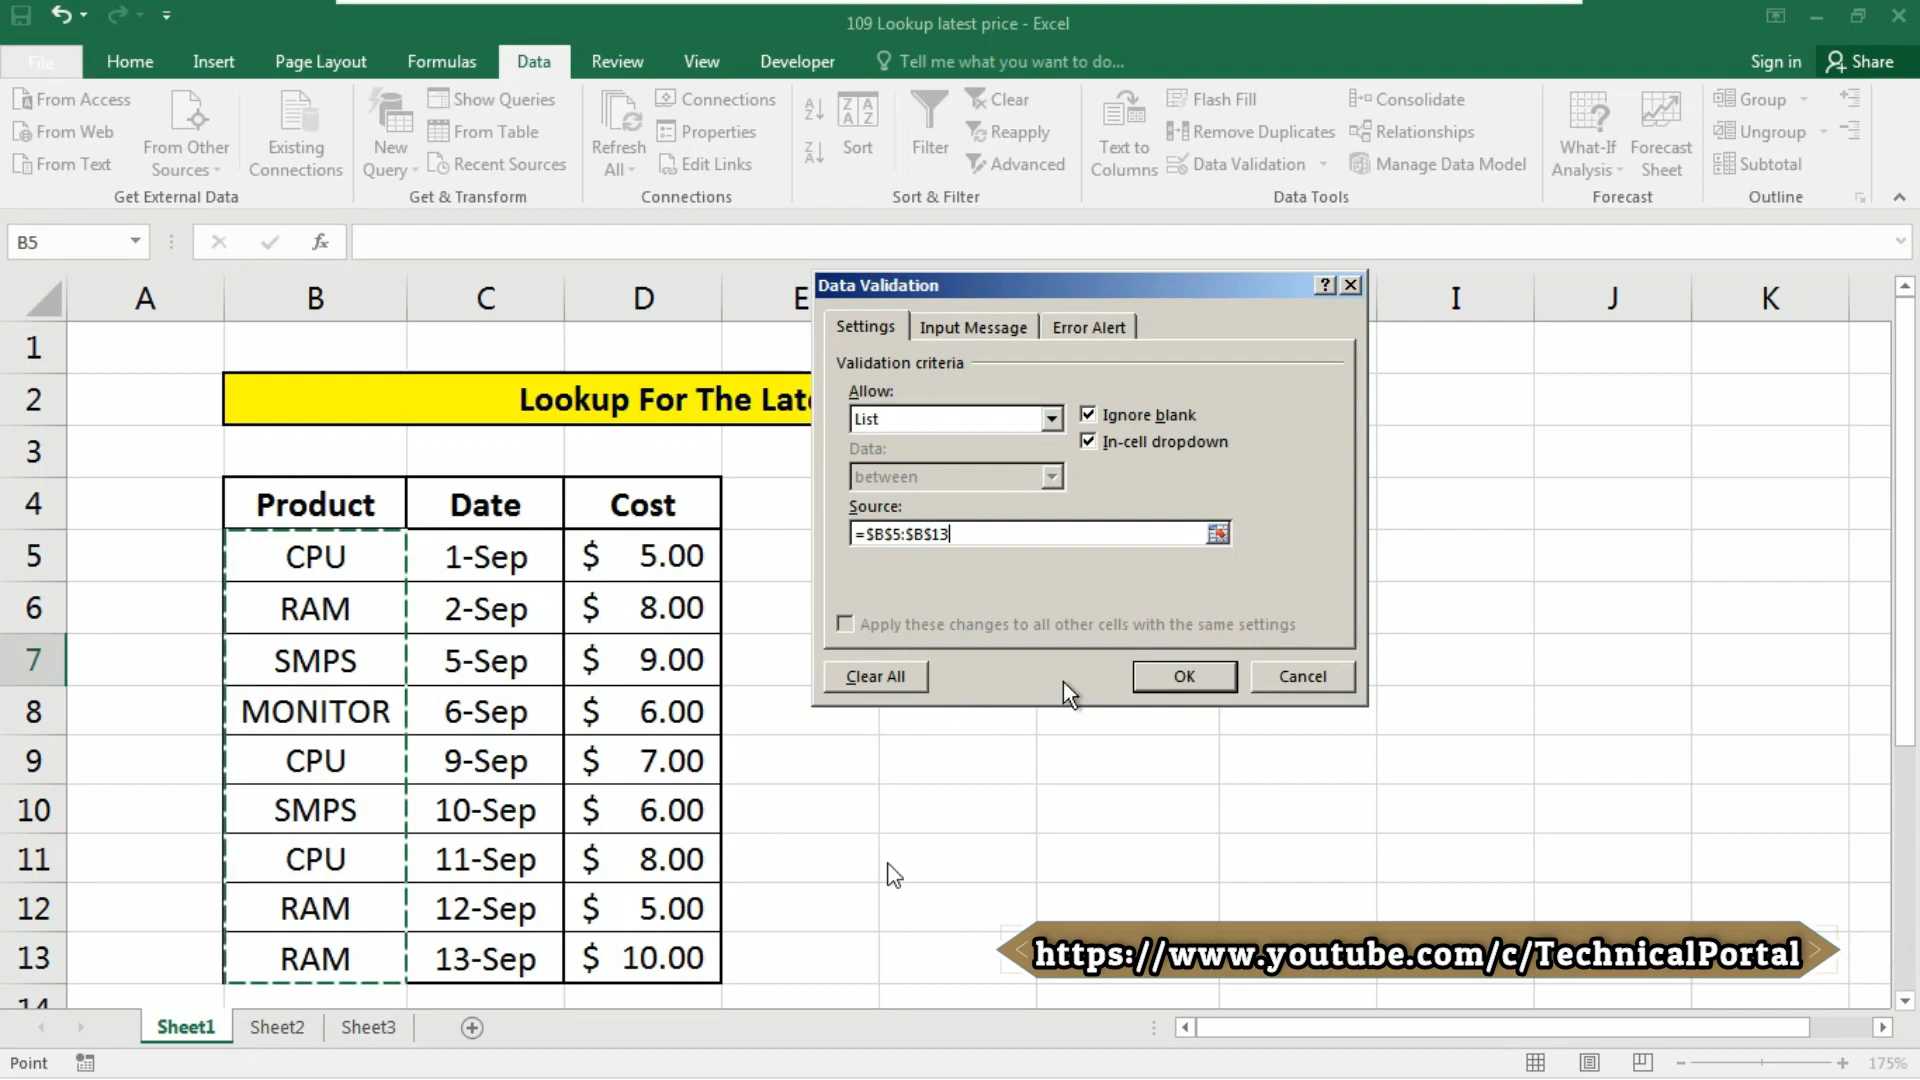 109 Lookup latest price - Excel
File Home Insert Page Layout Formulas Data Review View Developer Tell me what you want to do... Sign in Share
From Access
From Web
From Text
From Other
Sources
Existing
Connections
Get External Data
New
Query
Show Queries
From Table
Recent Sources
Get & Transform
Refresh
All
Connections
Properties
Edit Links
Connections
Sort
Filter
Clear
Reapply
Advanced
Sort & Filter
Text to
Columns
Flash Fill
Remove Duplicates
Data Validation
Consolidate
Relationships
Manage Data Model
Data Tools
What-If
Analysis
Forecast
Sheet
Forecast
Group
Ungroup
Subtotal
Outline
B5 fx
A B C D E I J K
1
2 Lookup For The Late
3
4 Product Date Cost
5 CPU 1-Sep $ 5.00
6 RAM 2-Sep $ 8.00
7 SMPS 5-Sep $ 9.00
8 MONITOR 6-Sep $ 6.00
9 CPU 9-Sep $ 7.00
10 SMPS 10-Sep $ 6.00
11 CPU 11-Sep $ 8.00
12 RAM 12-Sep $ 5.00
13 RAM 13-Sep $ 10.00
14
Data Validation ?
Settings Input Message Error Alert
Validation criteria
Allow:
List Ignore blank
In-cell dropdown
Data:
between
Source:
=$B$5:$B$13
Apply these changes to all other cells with the same settings
Clear All OK Cancel
https://www.youtube.com/c/TechnicalPortal
Sheet1 Sheet2 Sheet3
Point 175%